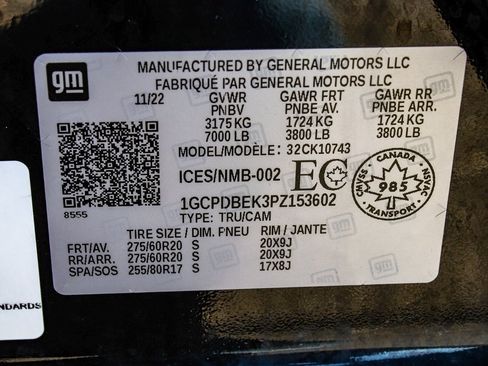 gm
MANUFACTURED BY GENERAL MOTORS LLC
FABRIQUÉ PAR GENERAL MOTORS LLC
11/22 GVWR GAWR FRT GAWR RR
PNBV PNBE AV. PNBE ARR.
3175 KG 1724 KG 1724 KG
7000 LB 3800 LB 3800 LB
MODEL/MODÈLE: 32CK10743
ICES/NMB-002 EC
CANADA
CMVSS 985 NSVAC
TRANSPORT
1GCPDBEK3PZ153602
TYPE: TRU/CAM
8555
TIRE SIZE / DIM. PNEU RIM / JANTE
FRT/AV. 275/60R20 S 20X9J
RR/ARR. 275/60R20 S 20X9J
SPA/SOS 255/80R17 S 17X8J
NDARDS